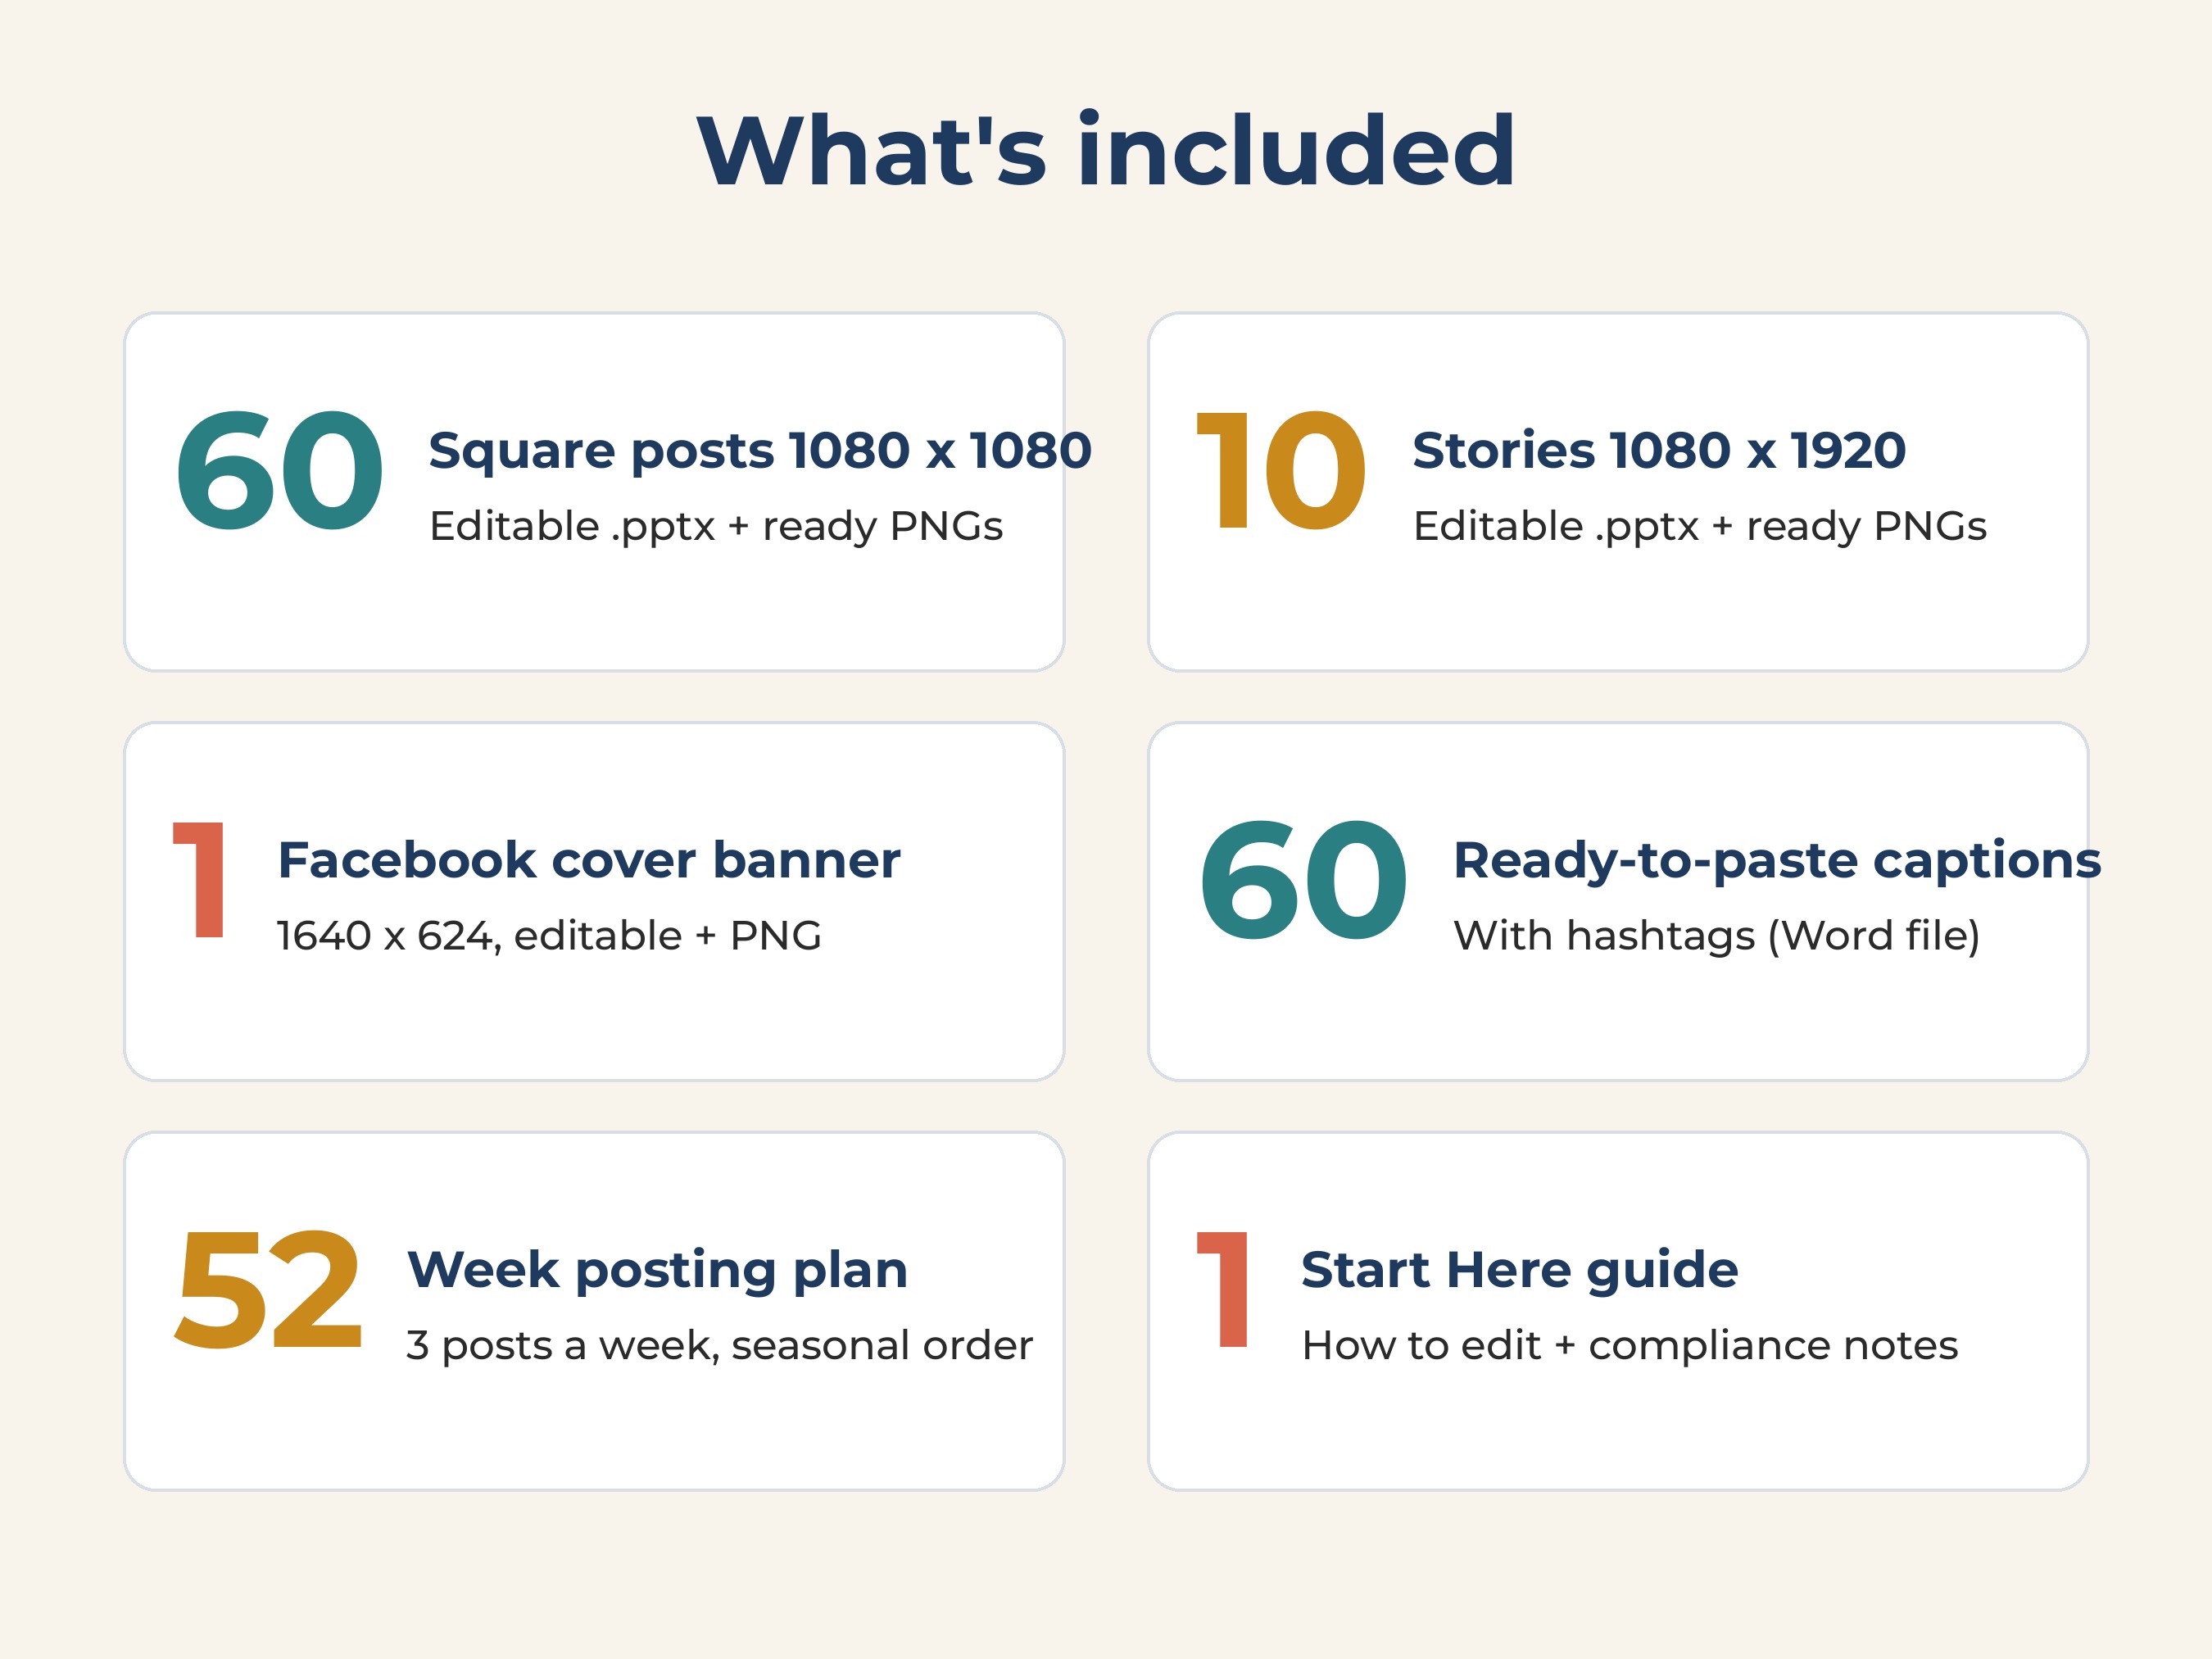 What's included
60
Square posts 1080 x 1080
Editable .pptx + ready PNGs
10
Stories 1080 x 1920
Editable .pptx + ready PNGs
1
Facebook cover banner
1640 x 624, editable + PNG
60
Ready-to-paste captions
With hashtags (Word file)
52
Week posting plan
3 posts a week, seasonal order
1
Start Here guide
How to edit + compliance notes